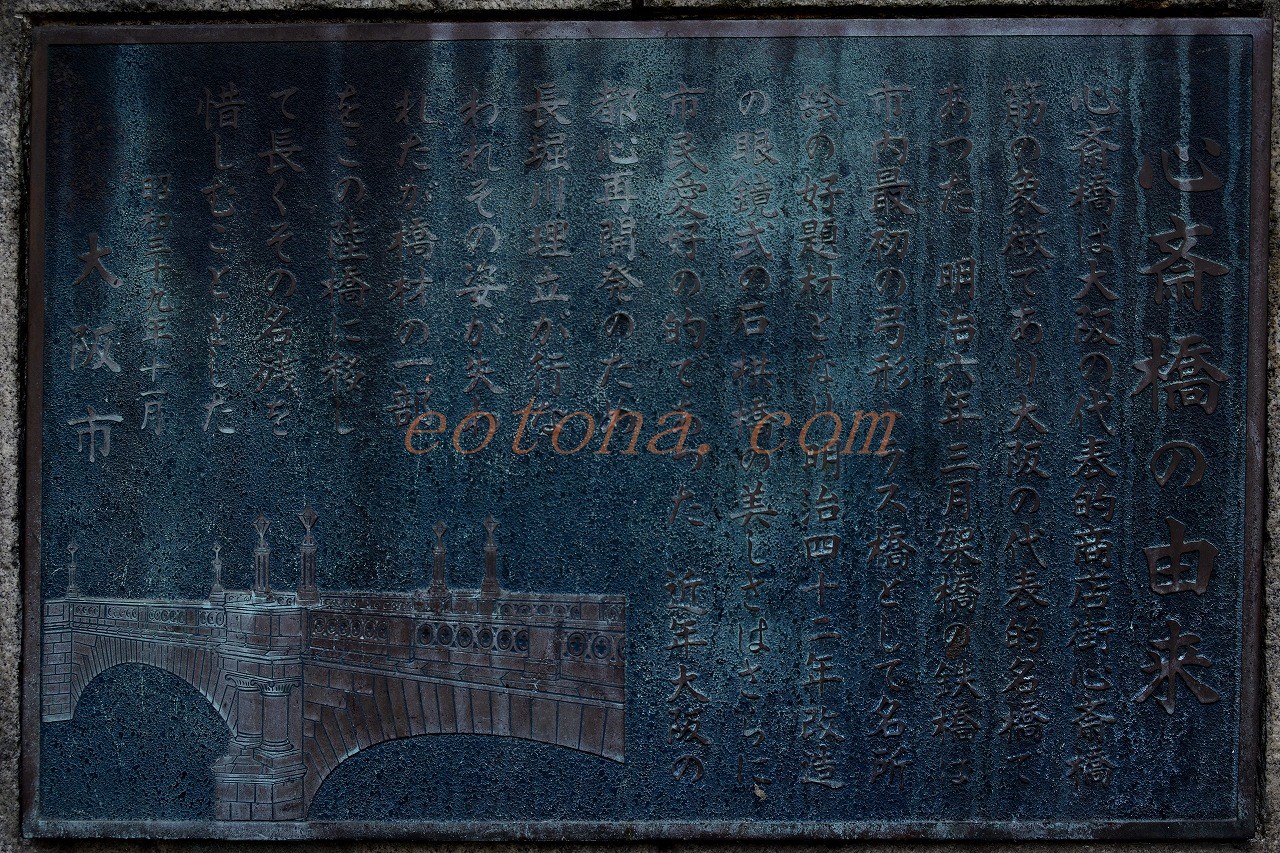 心斎橋の由来
心斎橋は大阪の代表的商店街心斎橋
筋の象徴であり大阪の代表的名橋で
あつた 明治六年三月架橋の鉄橋は
市内最初の弓形 ラス橋として名所
絵の好題材となり 明治四十二年改造
の眼鏡式の石拱橋の美しさはさらに
市民愛好の的であった 近年大阪の
都心再開発のため
長堀川埋立が行な
われその姿が失わ
れたが橋材の一部
をこの陸橋に移し
て長くその名残を
惜しむこととした
昭和三十九年十一月
大阪市
eotona.com